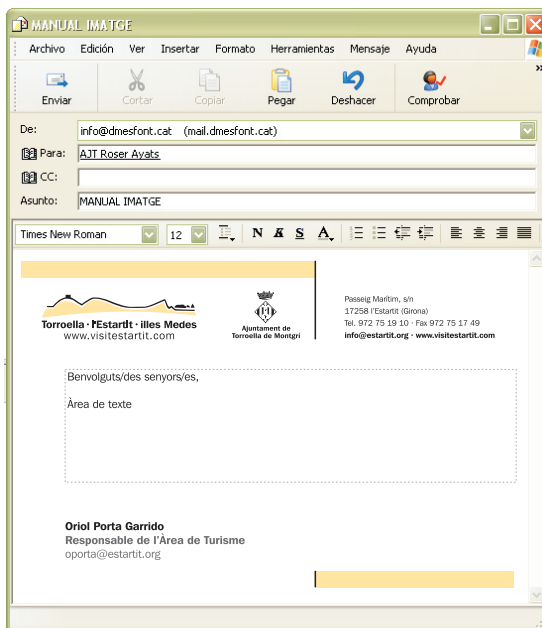 MANUAL IMATGE
Archivo Edición Ver Insertar Formato Herramientas Mensaje Ayuda
Enviar Cortar Copiar Pegar Deshacer Comprobar
De: info@dmesfont.cat (mail.dmesfont.cat)
Para: AJT Roser Ayats
CC:
Asunto: MANUAL IMATGE
Times New Roman 12 N K S A
Torroella · l'Estartit · illes Medes
www.visitestartit.com
Ajuntament de
Torroella de Montgrí
Passeig Marítim, s/n
17258 l'Estartit (Girona)
Tel. 972 75 19 10 · Fax 972 75 17 49
info@estartit.org · www.visitestartit.com
Benvolguts/des senyors/es,
Àrea de texte
Oriol Porta Garrido
Responsable de l'Àrea de Turisme
oporta@estartit.org